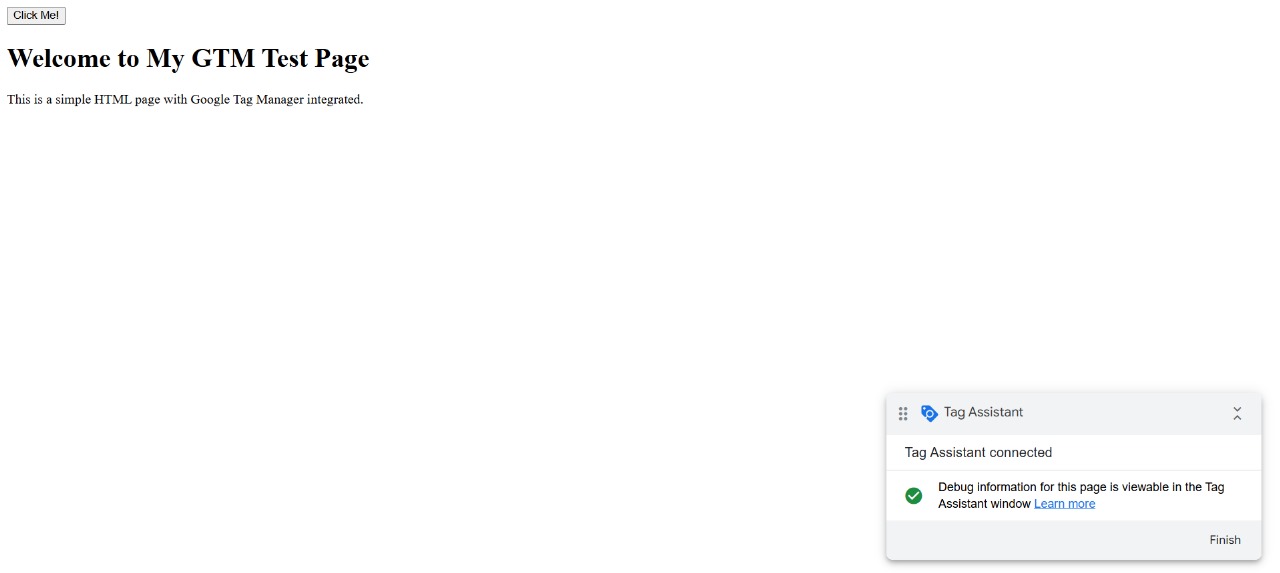 Click Me!
Welcome to My GTM Test Page
This is a simple HTML page with Google Tag Manager integrated.
Tag Assistant
Tag Assistant connected
Debug information for this page is viewable in the Tag
Assistant window Learn more
Finish